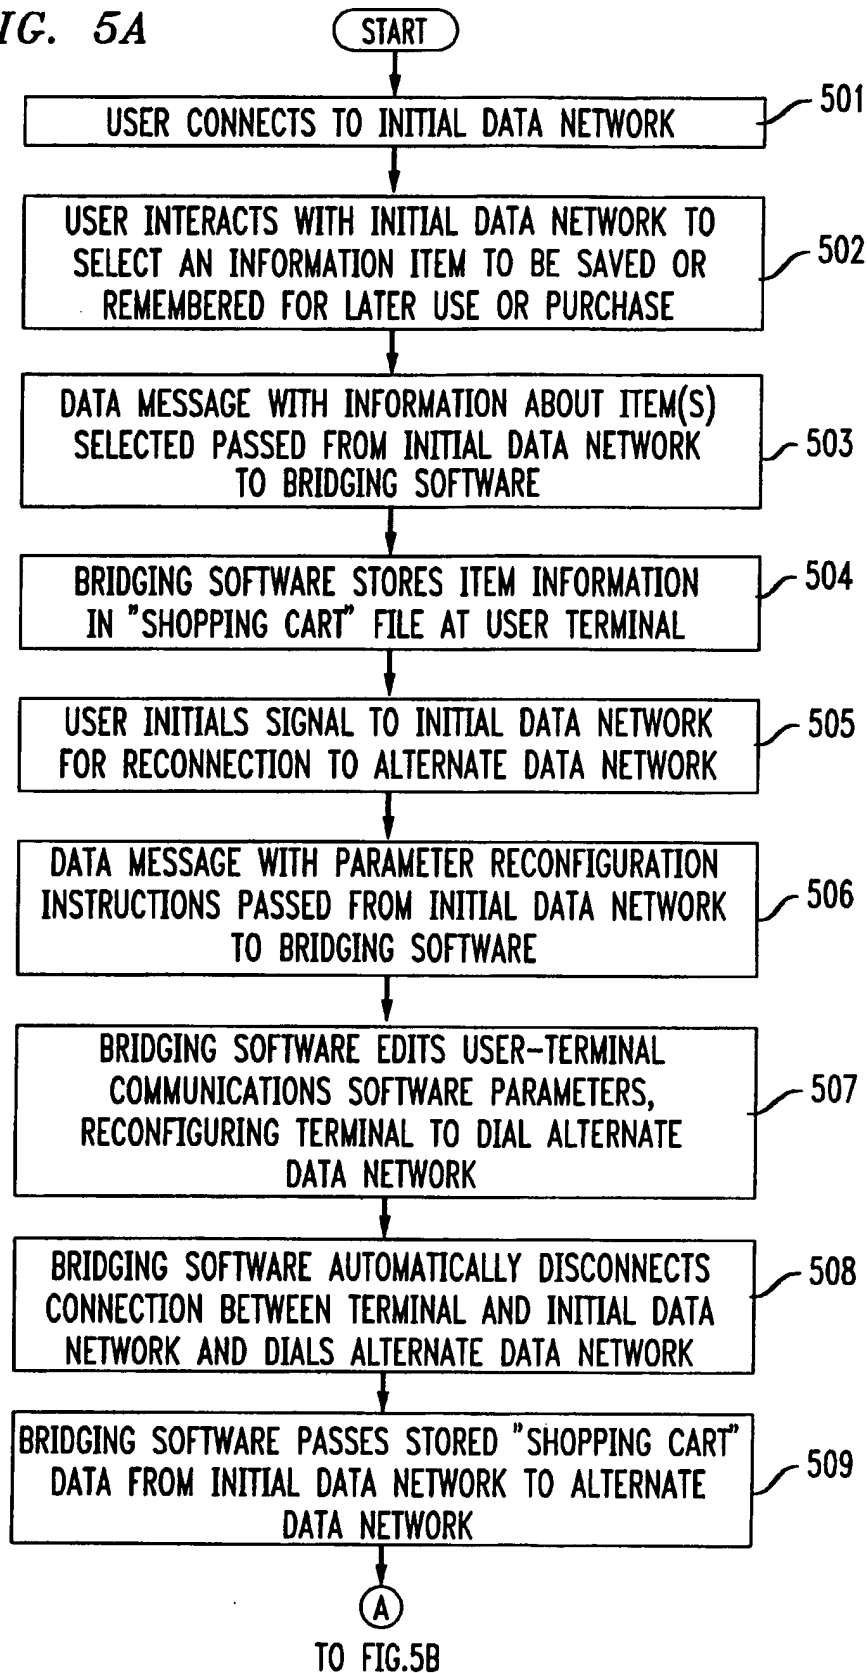 IG. 5A
START
USER CONNECTS TO INITIAL DATA NETWORK
501
USER INTERACTS WITH INITIAL DATA NETWORK TO
SELECT AN INFORMATION ITEM TO BE SAVED OR
REMEMBERED FOR LATER USE OR PURCHASE
502
DATA MESSAGE WITH INFORMATION ABOUT ITEM(S)
SELECTED PASSED FROM INITIAL DATA NETWORK
TO BRIDGING SOFTWARE
503
BRIDGING SOFTWARE STORES ITEM INFORMATION
IN "SHOPPING CART" FILE AT USER TERMINAL
504
USER INITIALS SIGNAL TO INITIAL DATA NETWORK
FOR RECONNECTION TO ALTERNATE DATA NETWORK
505
DATA MESSAGE WITH PARAMETER RECONFIGURATION
INSTRUCTIONS PASSED FROM INITIAL DATA NETWORK
TO BRIDGING SOFTWARE
506
BRIDGING SOFTWARE EDITS USER-TERMINAL
COMMUNICATIONS SOFTWARE PARAMETERS,
RECONFIGURING TERMINAL TO DIAL ALTERNATE
DATA NETWORK
507
BRIDGING SOFTWARE AUTOMATICALLY DISCONNECTS
CONNECTION BETWEEN TERMINAL AND INITIAL DATA
NETWORK AND DIALS ALTERNATE DATA NETWORK
508
BRIDGING SOFTWARE PASSES STORED "SHOPPING CART"
DATA FROM INITIAL DATA NETWORK TO ALTERNATE
DATA NETWORK
509
A
TO FIG.5B